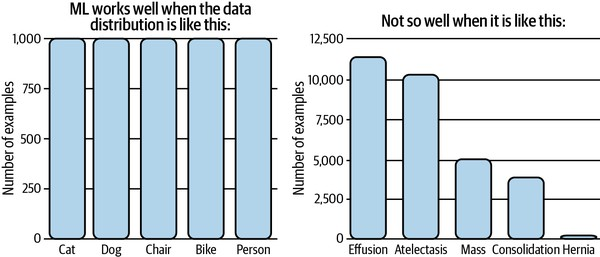 ML works well when the data
distribution is like this:
Number of examples
1,000
750
500
250
0
Cat Dog Chair Bike Person
Not so well when it is like this:
Number of examples
12,500
10,000
7,500
5,000
2,500
0
Effusion Atelectasis Mass Consolidation Hernia